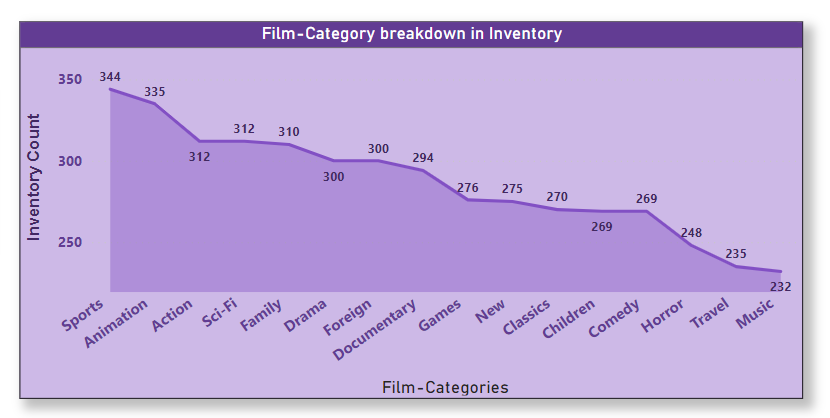 Film-Category breakdown in Inventory
350
300
250
Inventory Count
344
335
312
312
310
300
300
294
276
275
270
269
269
248
235
232
Sports
Animation
Action
Sci-Fi
Family
Drama
Foreign
Documentary
Games
New
Classics
Children
Comedy
Horror
Travel
Music
Film-Categories